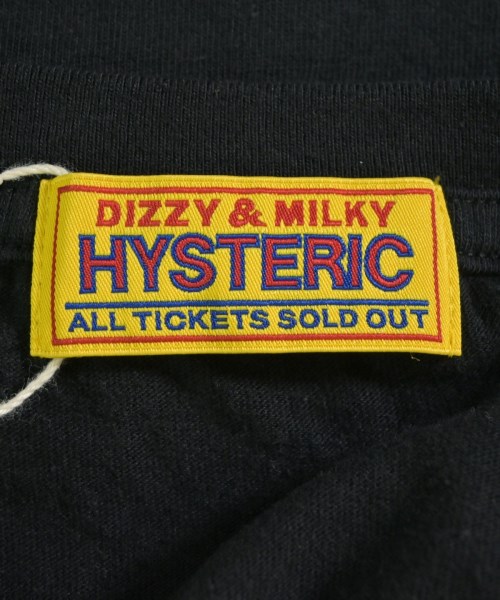 DIZZY & MILKY
HYSTERIC
ALL TICKETS SOLD OUT